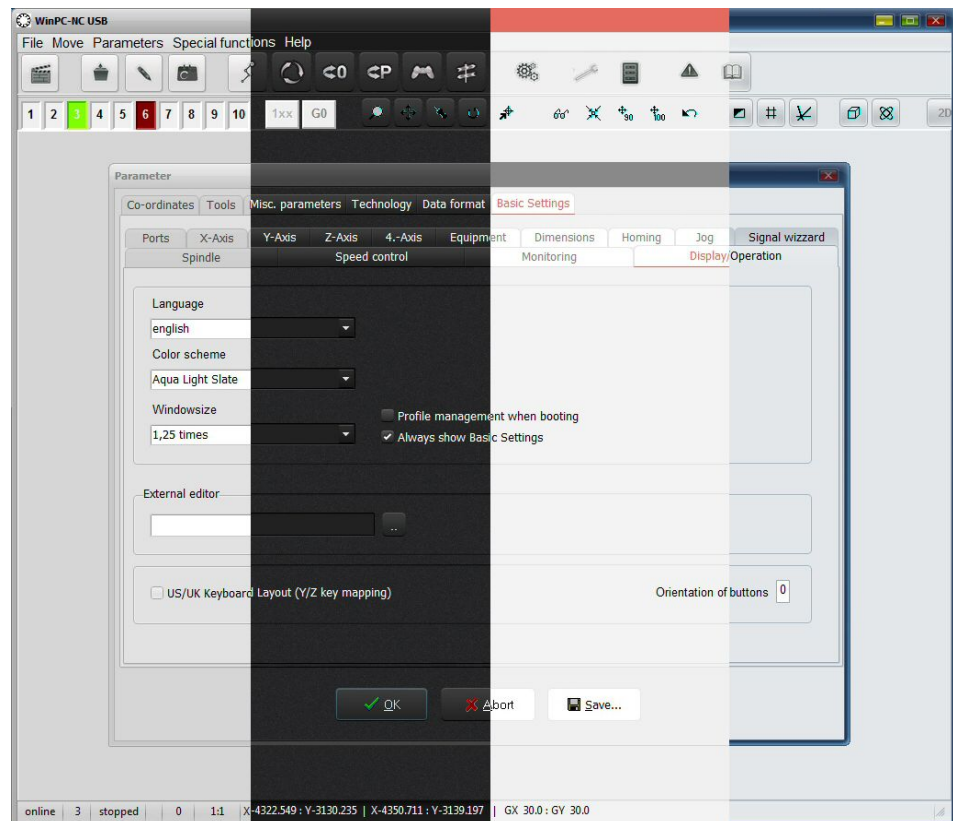 WinPC-NC USB
File Move Parameters Special functions Help
0 P
1 2 3 4 5 6 7 8 9 10 1xx G0 90 100 2D
Parameter
Co-ordinates Tools Misc. parameters Technology Data format Basic Settings
Ports X-Axis Y-Axis Z-Axis 4.-Axis Equipment Dimensions Homing Jog Signal wizzard
Spindle Speed control Monitoring Display/Operation
Language
english
Color scheme
Aqua Light Slate
Windowsize
Profile management when booting
1,25 times
Always show Basic Settings
External editor
..
US/UK Keyboard Layout (Y/Z key mapping) Orientation of buttons 0
OK Abort Save...
online 3 stopped 0 1:1 X-4322.549 : Y-3130.235 | X-4350.711 : Y-3139.197 | GX 30.0 : GY 30.0